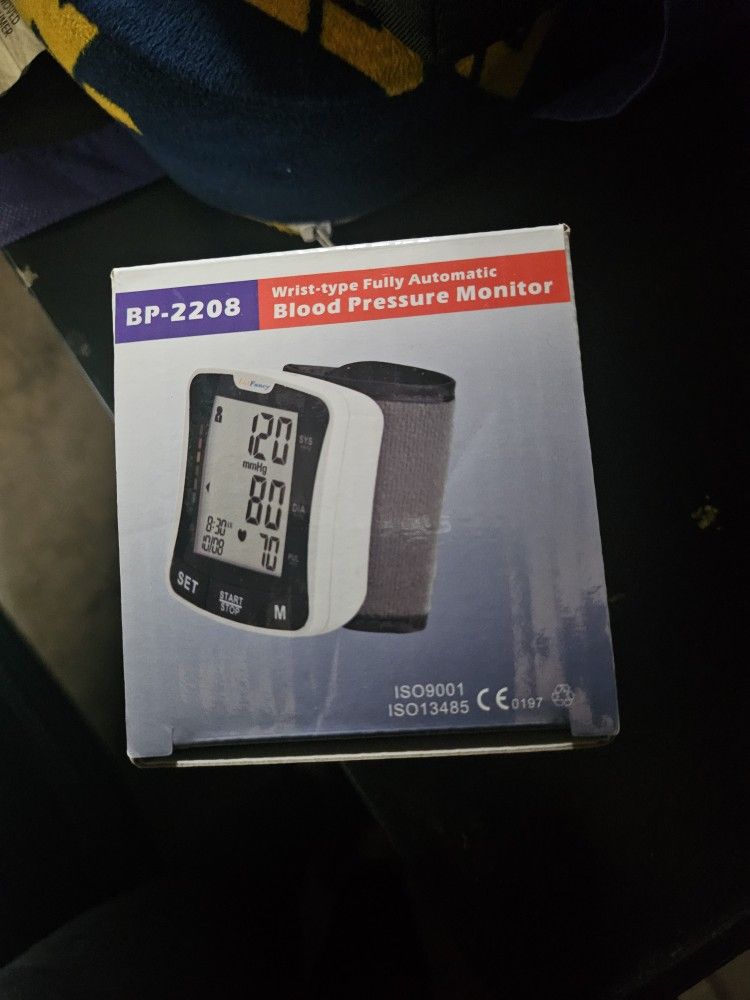 BP-2208
Wrist-type Fully Automatic
Blood Pressure Monitor
120
SYS
mmHg
80
DIA
8:30
10/08
70
PUL
SET
START
STOP
M
ISO9001
ISO13485
CE 0197